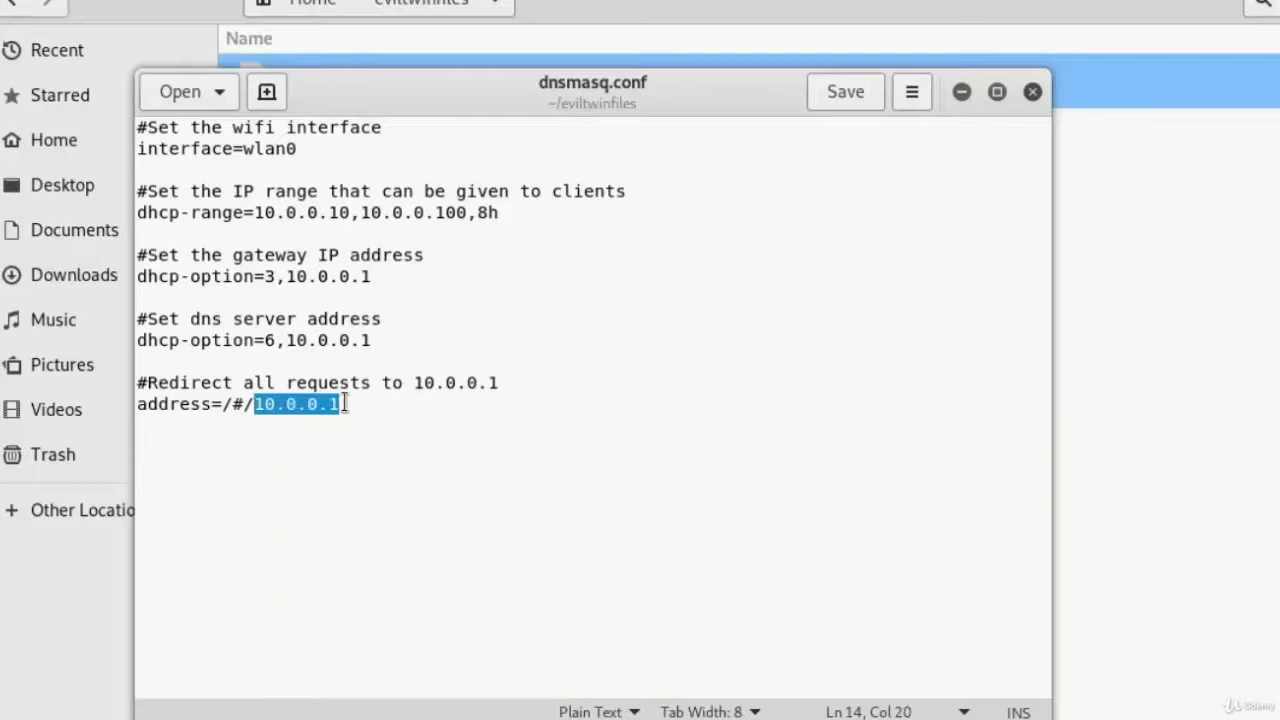 Home eviltwinfiles
Name
Recent
Starred
Home
Desktop
Documents
Downloads
Music
Pictures
Videos
Trash
+ Other Locatio
Open
dnsmasq.conf
~/eviltwinfiles
Save
#Set the wifi interface
interface=wlan0
#Set the IP range that can be given to clients
dhcp-range=10.0.0.10,10.0.0.100,8h
#Set the gateway IP address
dhcp-option=3,10.0.0.1
#Set dns server address
dhcp-option=6,10.0.0.1
#Redirect all requests to 10.0.0.1
address=/#/10.0.0.1
Plain Text Tab Width: 8 Ln 14, Col 20 INS
Udemy